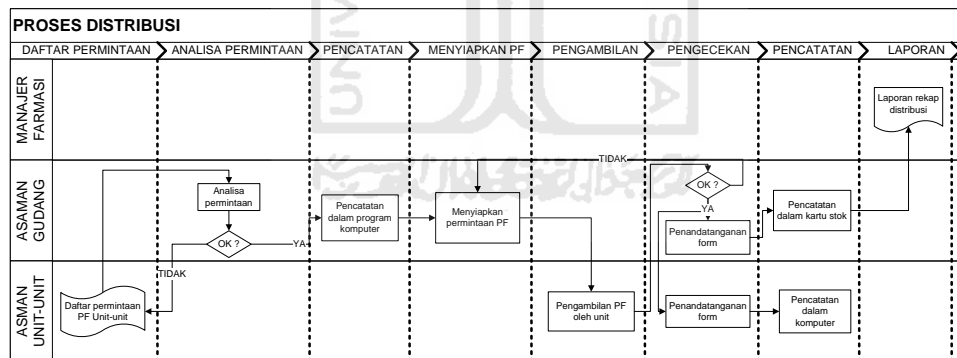 PROSES DISTRIBUSI
DAFTAR PERMINTAAN
ANALISA PERMINTAAN
PENCATATAN
MENYIAPKAN PF
PENGAMBILAN
PENGECEKAN
PENCATATAN
LAPORAN
MANAJER
FARMASI
Laporan rekap
distribusi
ASAMAN
GUDANG
Analisa
permintaan
OK ?
YA
TIDAK
Pencatatan
dalam program
komputer
Menyiapkan
permintaan PF
TIDAK
OK ?
YA
Penandatanganan
form
Pencatatan
dalam kartu stok
ASMAN
UNIT-UNIT
Daftar permintaan
PF Unit-unit
Pengambilan PF
oleh unit
Penandatanganan
form
Pencatatan
dalam
komputer